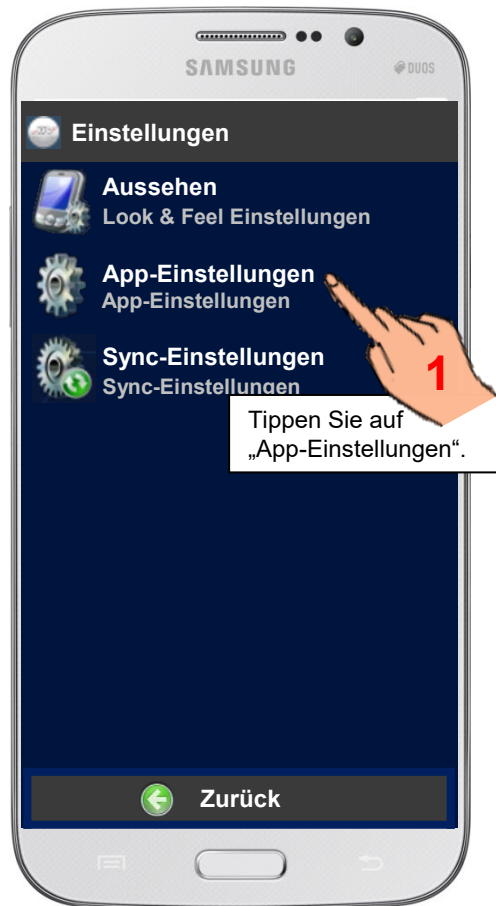 SAMSUNG
DUOS
Einstellungen
Aussehen
Look & Feel Einstellungen
App-Einstellungen
App-Einstellungen
1
Sync-Einstellungen
Sync-Einstellungen
Tippen Sie auf
„App-Einstellungen“.
Zurück